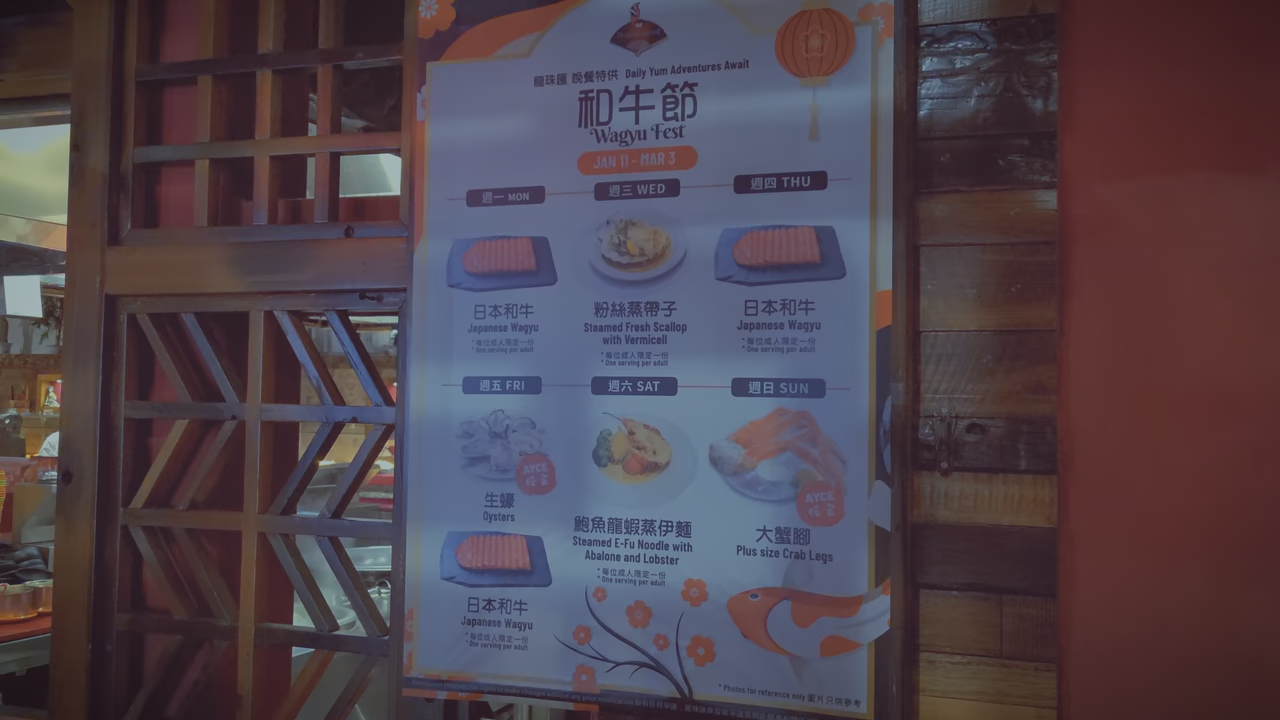 龍珠匯 晚餐特供 Daily Yum Adventures Await
和牛節
Wagyu Fest
JAN 11 - MAR 3
週一 MON
日本和牛
Japanese Wagyu
*每位成人限定一份
* One serving per adult
週三 WED
粉絲蒸帶子
Steamed Fresh Scallop
with Vermicell
*每位成人限定一份
* One serving per adult
週四 THU
日本和牛
Japanese Wagyu
*每位成人限定一份
* One serving per adult
週五 FRI
AYCE
任食
生蠔
Oysters
日本和牛
Japanese Wagyu
*每位成人限定一份
* One serving per adult
週六 SAT
鮑魚龍蝦蒸伊麵
Steamed E-Fu Noodle with
Abalone and Lobster
*每位成人限定一份
* One serving per adult
週日 SUN
AYCE
任食
大蟹腳
Plus size Crab Legs
* Photos for reference only 圖片只供參考